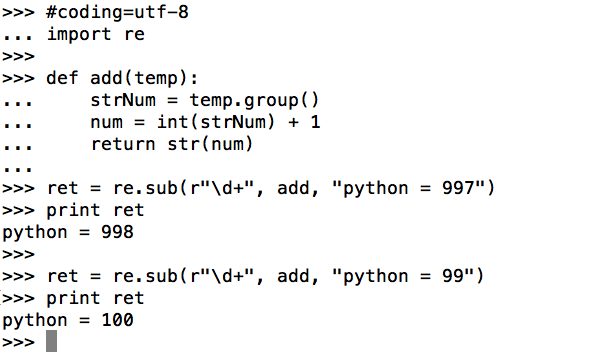 >>> #coding=utf-8
... import re
>>>
>>> def add(temp):
...     strNum = temp.group()
...     num = int(strNum) + 1
...     return str(num)
...
>>> ret = re.sub(r"\d+", add, "python = 997")
>>> print ret
python = 998
>>>
>>> ret = re.sub(r"\d+", add, "python = 99")
>>> print ret
python = 100
>>>